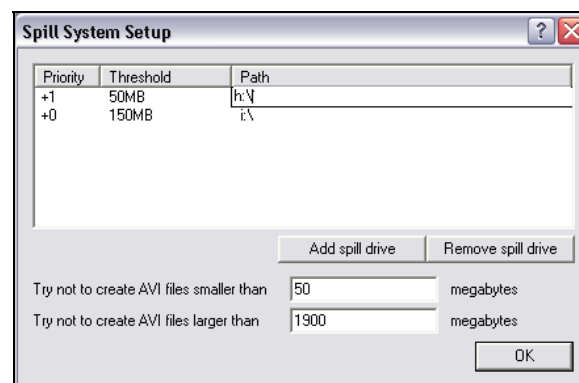 Spill System Setup
Priority Threshold Path
+1 50MB h:\
+0 150MB i:\
Add spill drive Remove spill drive
Try not to create AVI files smaller than 50 megabytes
Try not to create AVI files larger than 1900 megabytes
OK